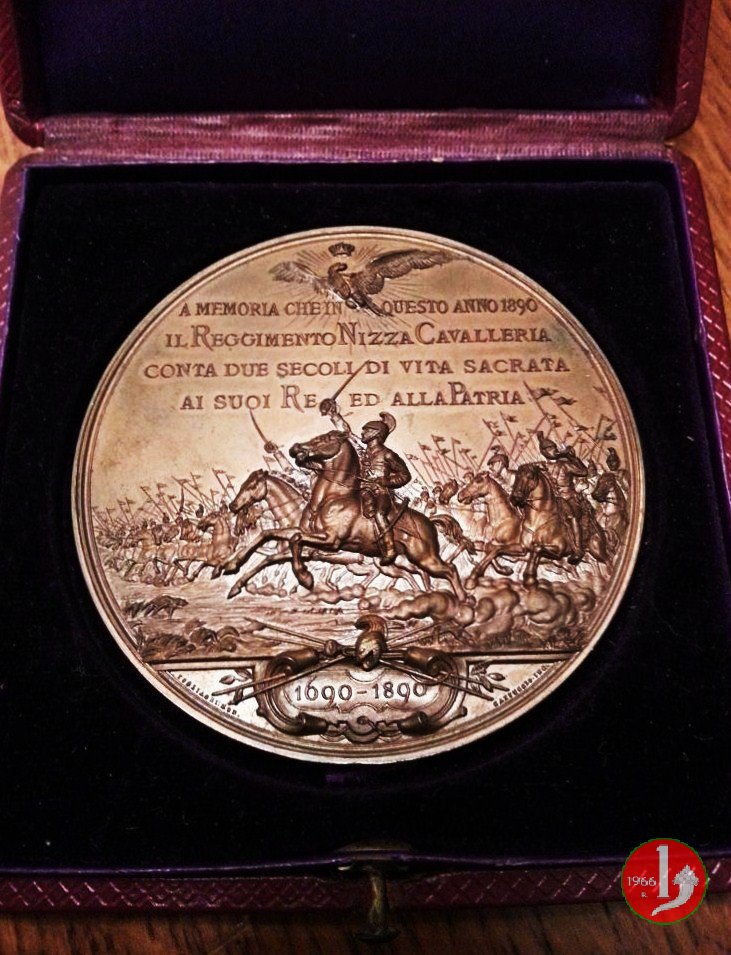 A MEMORIA CHE IN QUESTO ANNO 1890
IL REGGIMENTO NIZZA CAVALLERIA
CONTA DUE SECOLI DI VITA SACRATA
AI SUOI RE ED ALLA PATRIA
1690-1890
1966
R